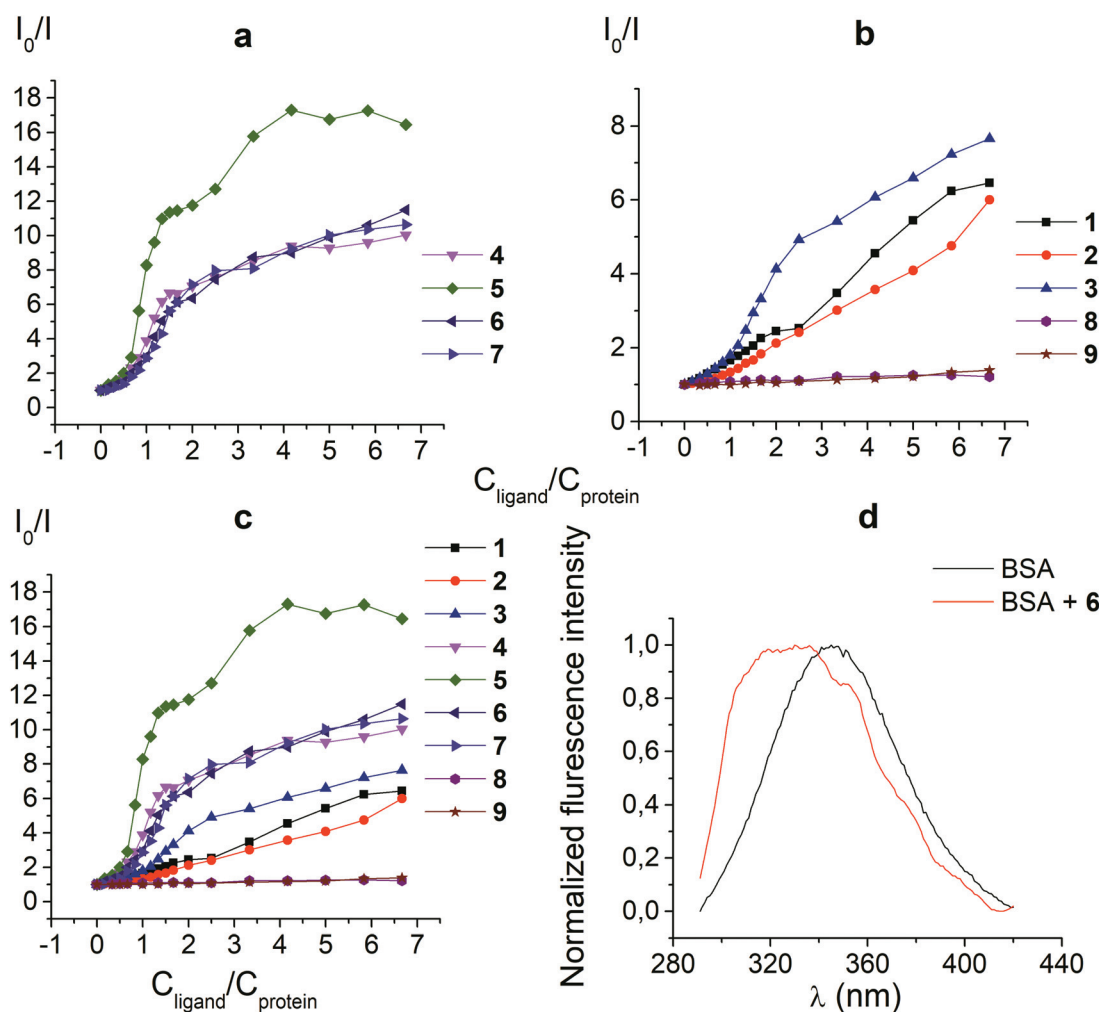 I0/I
a
18
16
14
12
10
8
6
4
2
0
-1 0 1 2 3 4 5 6 7
4
5
6
7
I0/I
b
8
6
4
2
0
-1 0 1 2 3 4 5 6 7
1
2
3
8
9
Cligand/Cprotein
I0/I
c
18
16
14
12
10
8
6
4
2
0
-1 0 1 2 3 4 5 6 7
Cligand/Cprotein
1
2
3
4
5
6
7
8
9
d
Normalized flurescence intensity
1,0
0,8
0,6
0,4
0,2
0,0
280 320 360 400 440
λ (nm)
BSA
BSA + 6